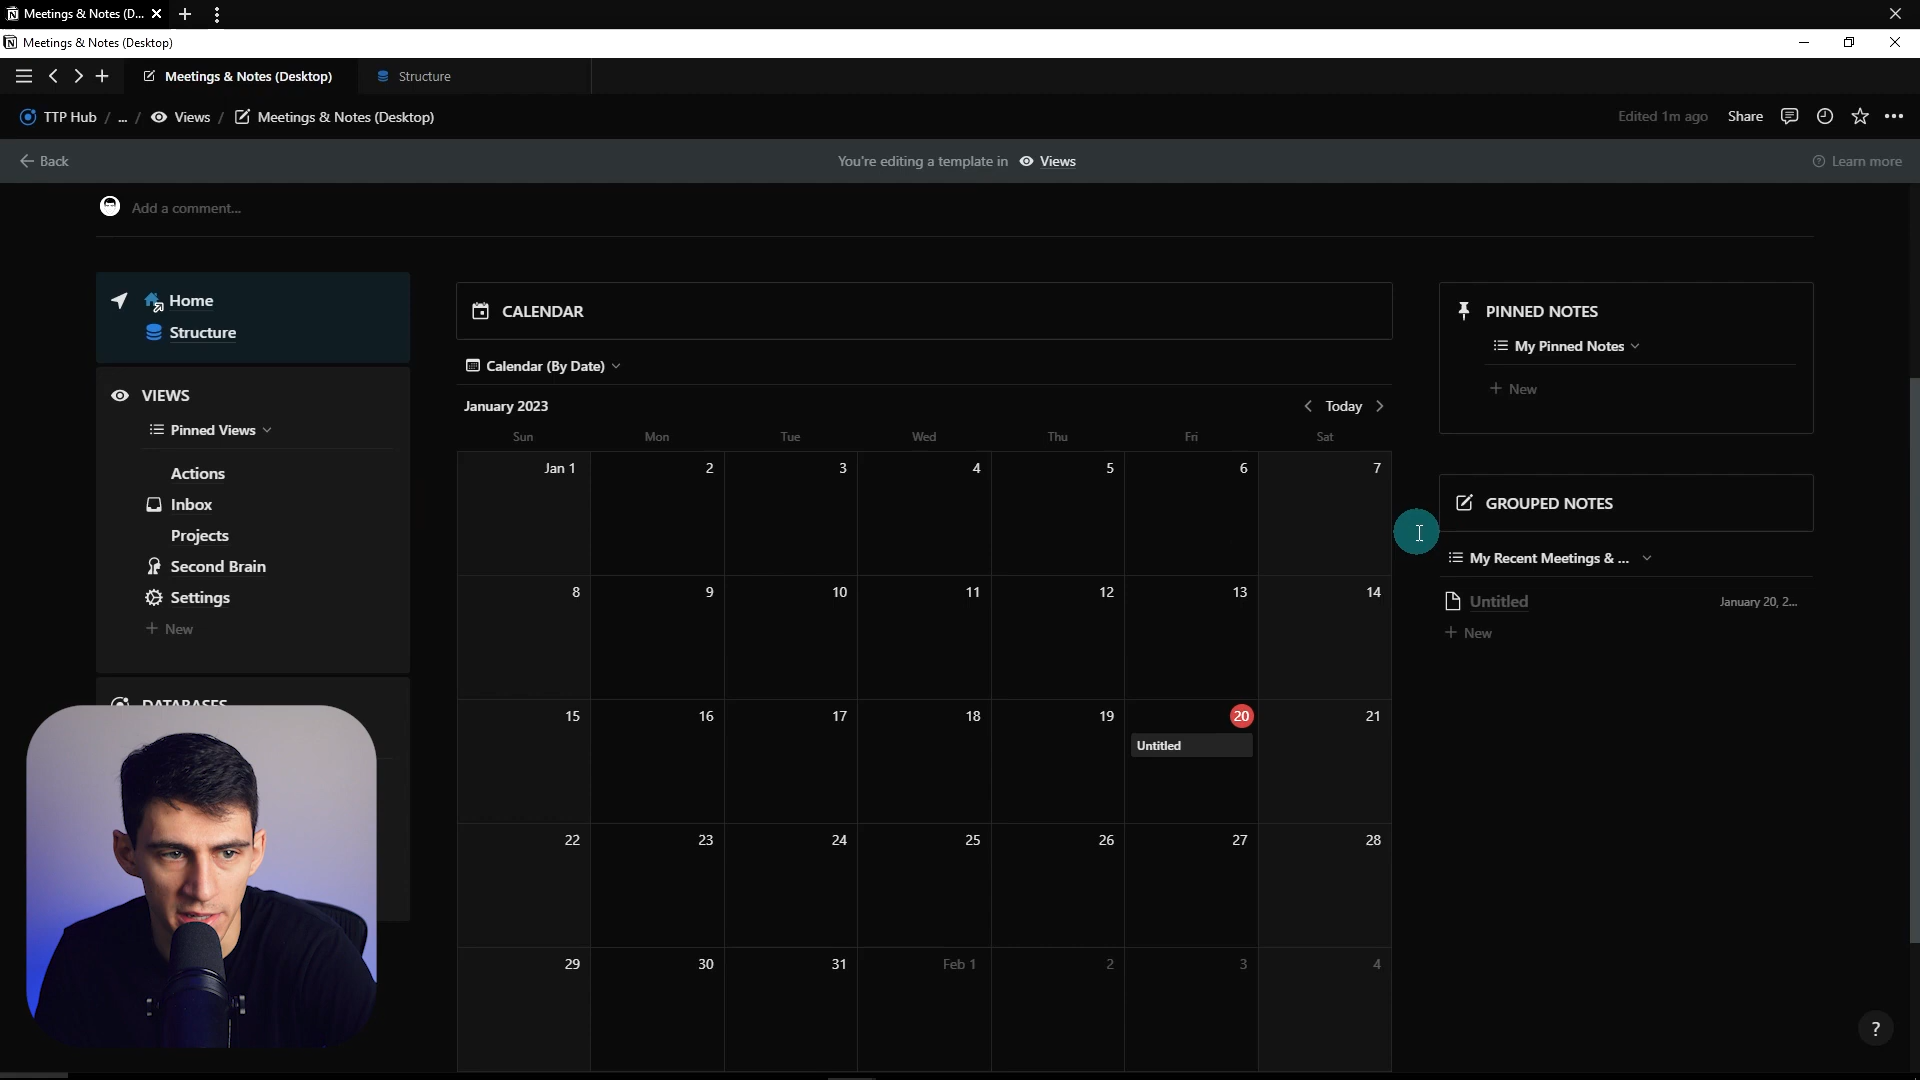 Meetings & Notes (D...
Meetings & Notes (Desktop)
Meetings & Notes (Desktop)
Structure
TTP Hub / ... / Views / Meetings & Notes (Desktop)
Edited 1m ago
Share
Back
You're editing a template in Views
Learn more
Add a comment...
Home
Structure
VIEWS
Pinned Views
Actions
Inbox
Projects
Second Brain
Settings
+ New
DATABASES
CALENDAR
Calendar (By Date)
January 2023
Today
Sun Mon Tue Wed Thu Fri Sat
Jan 1 2 3 4 5 6 7
8 9 10 11 12 13 14
15 16 17 18 19 20 21
Untitled
22 23 24 25 26 27 28
29 30 31 Feb 1 2 3 4
PINNED NOTES
My Pinned Notes
+ New
GROUPED NOTES
My Recent Meetings & ...
Untitled
January 20, 2...
+ New
?